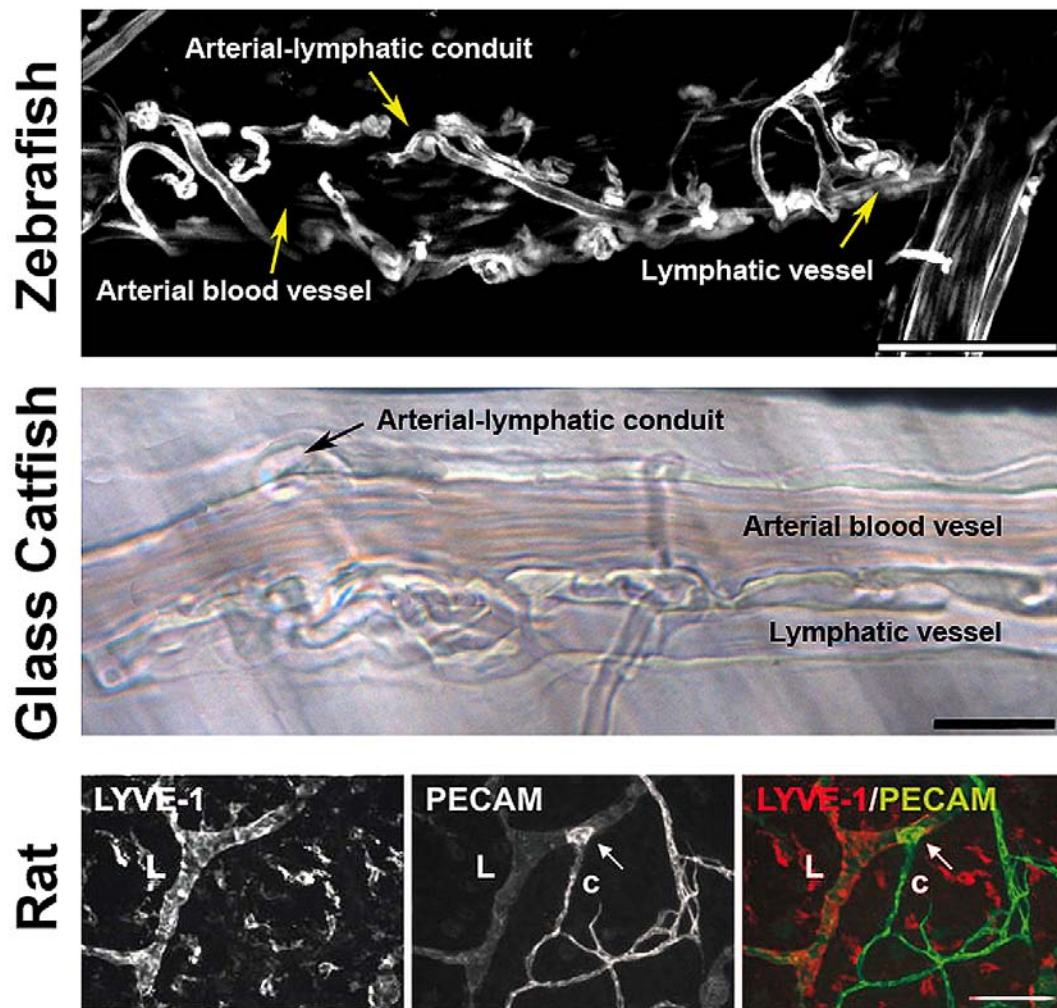 Zebrafish
Arterial-lymphatic conduit
Arterial blood vessel
Lymphatic vessel
Glass Catfish
Arterial-lymphatic conduit
Arterial blood vesel
Lymphatic vessel
Rat
LYVE-1
L
PECAM
L
c
LYVE-1/PECAM
L
c